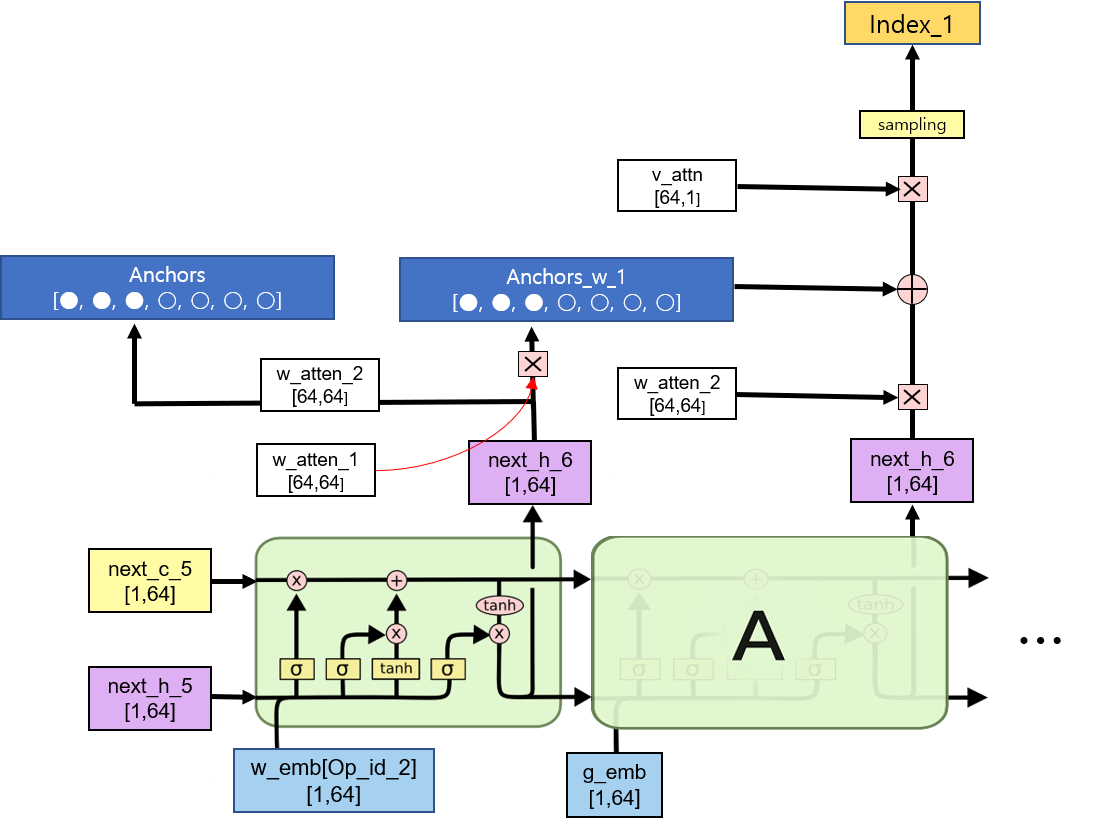 Index_1
sampling
v_attn
[64,1]
Anchors
[●, ●, ●, ○, ○, ○, ○]
Anchors_w_1
[●, ●, ●, ○, ○, ○, ○]
w_atten_2
[64,64]
w_atten_2
[64,64]
w_atten_1
[64,64]
next_h_6
[1,64]
next_h_6
[1,64]
next_c_5
[1,64]
x
+
tanh
x
x
σ
σ
tanh
σ
x
+
tanh
x
A
σ
σ
σ
...
next_h_5
[1,64]
w_emb[Op_id_2]
[1,64]
g_emb
[1,64]